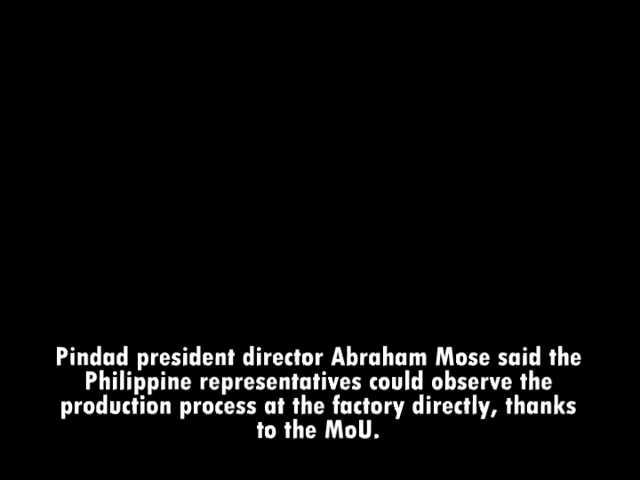 Pindad president director Abraham Mose said the
Philippine representatives could observe the
production process at the factory directly, thanks
to the MoU.